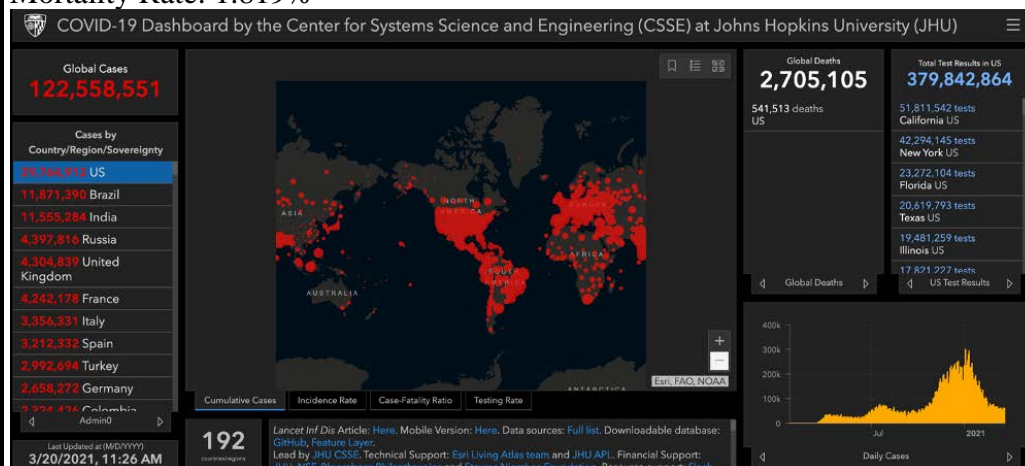 Mortality Rate: 1.819%
COVID-19 Dashboard by the Center for Systems Science and Engineering (CSSE) at Johns Hopkins University (JHU)
Global Cases
122,558,551
Cases by
Country/Region/Sovereignty
US
11,871,390 Brazil
11,555,284 India
4,397,816 Russia
4,304,839 United
Kingdom
4,242,178 France
3,356,331 Italy
3,212,332 Spain
2,992,694 Turkey
2,658,272 Germany
Colombia
Admin0
Last Updated at (M/D/YYYY)
3/20/2021, 11:26 AM
ASIA
NORTH
AMERICA
EUROPE
AFRICA
SOUTH
AMERICA
AUSTRALIA
ANTARCTICA
+
−
Esri, FAO, NOAA
Cumulative Cases
Incidence Rate
Case-Fatality Ratio
Testing Rate
192
countries/regions
Lancet Inf Dis Article: Here. Mobile Version: Here. Data sources: Full list. Downloadable database:
GitHub, Feature Layer.
Lead by JHU CSSE. Technical Support: Esri Living Atlas team and JHU APL. Financial Support:
Global Deaths
2,705,105
541,513 deaths
US
Global Deaths
Total Test Results in US
379,842,864
51,811,542 tests
California US
42,294,145 tests
New York US
23,272,104 tests
Florida US
20,619,793 tests
Texas US
19,481,259 tests
Illinois US
17,821,227 tests
US Test Results
400k
300k
200k
100k
0
Jul
2021
Daily Cases